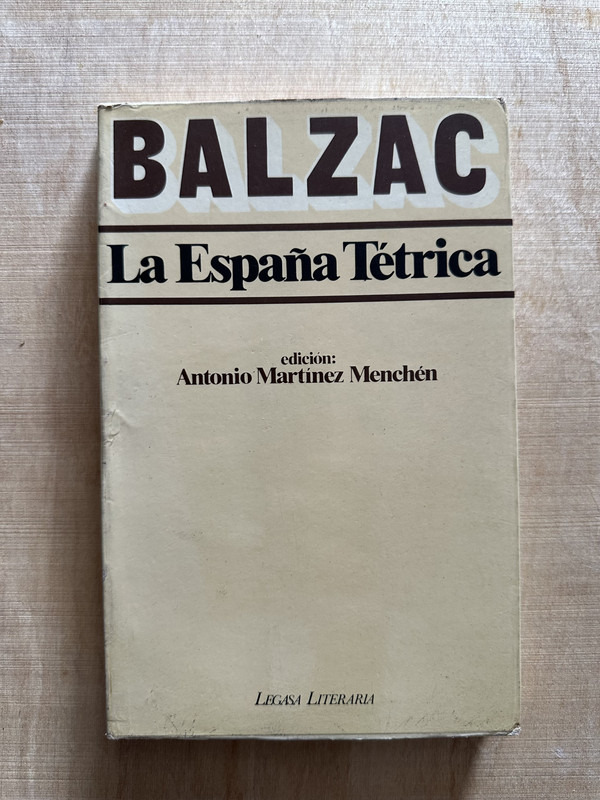 BALZAC
La España Tétrica
edición:
Antonio Martínez Menchén
LEGASA LITERARIA